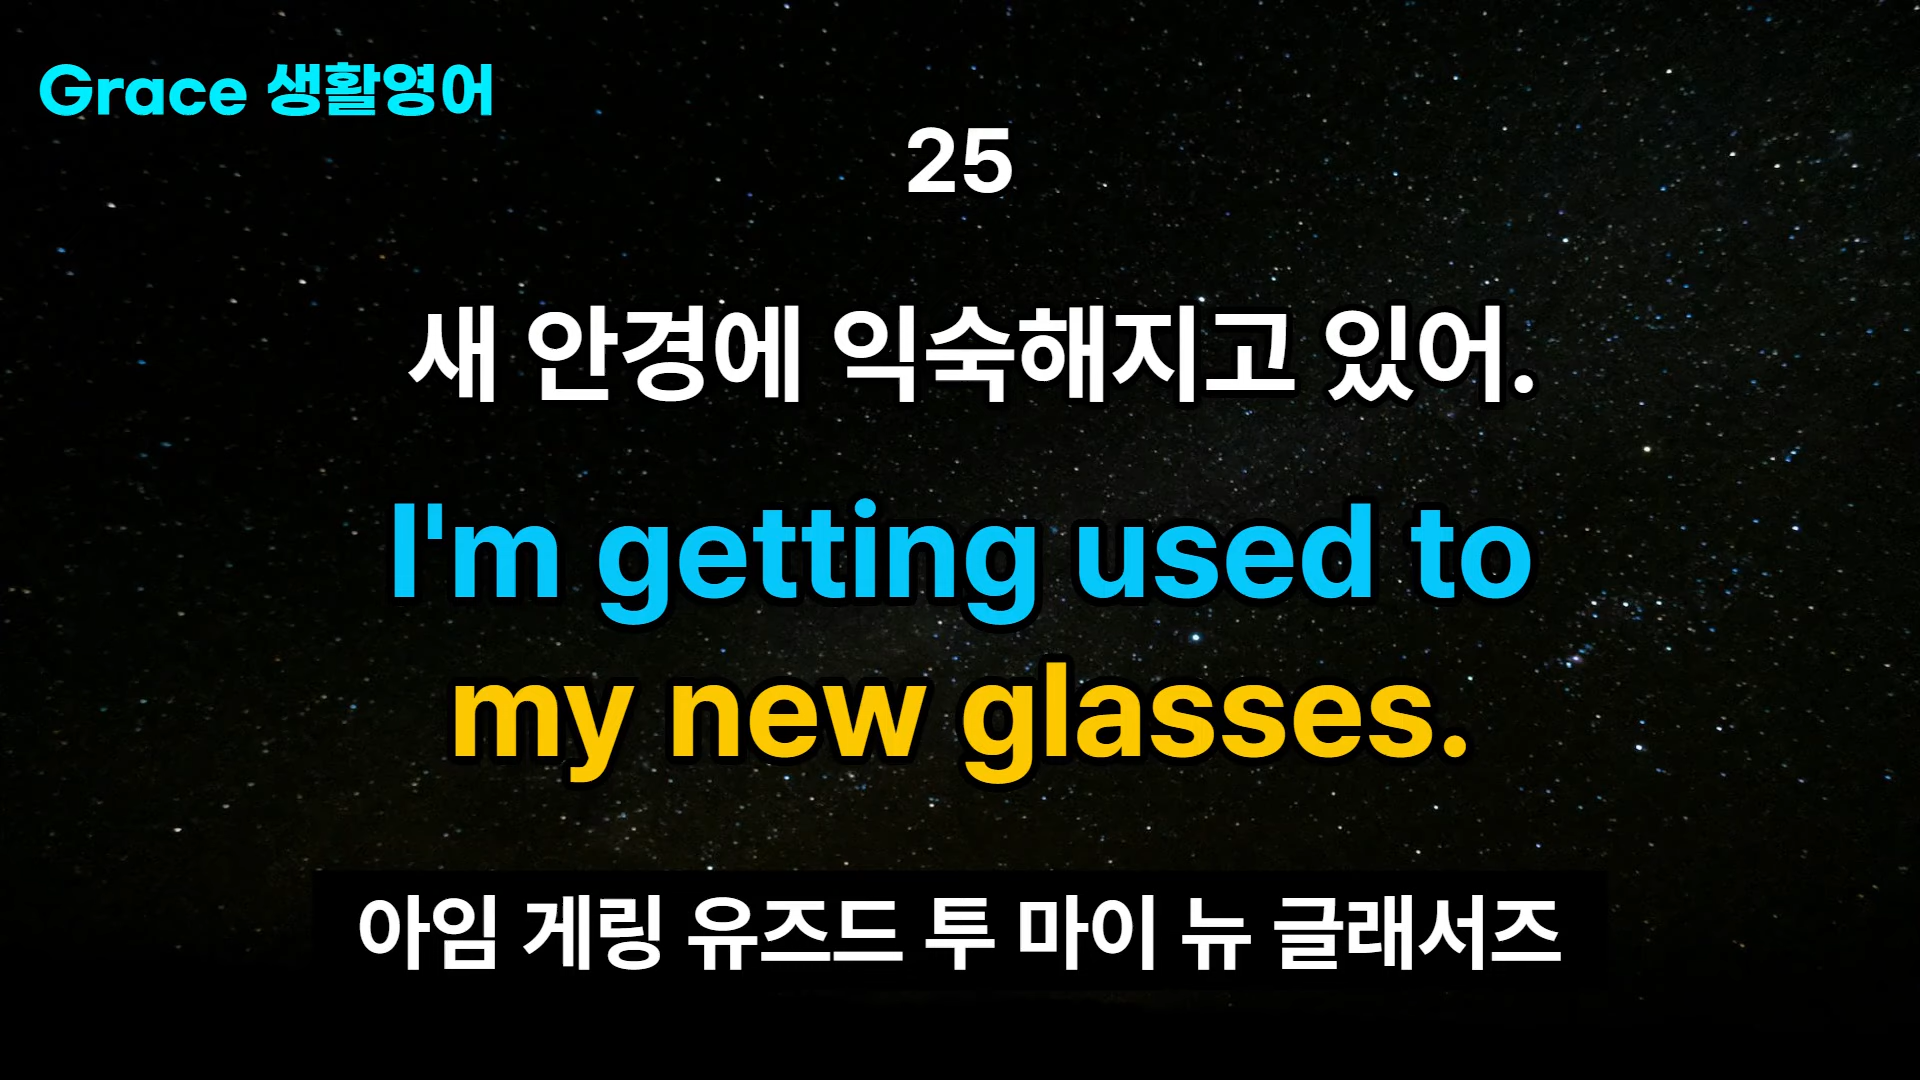 Grace 생활영어
25
새 안경에 익숙해지고 있어.
I'm getting used to
my new glasses.
아임 게링 유즈드 투 마이 뉴 글래서즈